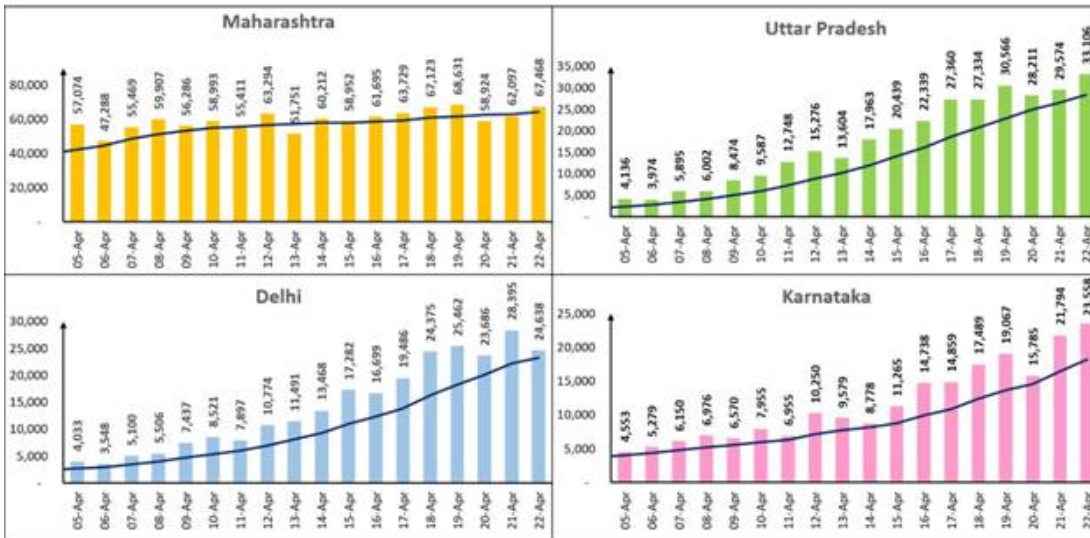 Maharashtra
80,000
60,000
40,000
20,000
-
57,074
47,288
55,469
59,907
56,286
58,993
55,411
63,294
51,751
60,212
58,952
61,695
63,729
67,123
68,631
58,924
62,097
67,468
05-Apr
06-Apr
07-Apr
08-Apr
09-Apr
10-Apr
11-Apr
12-Apr
13-Apr
14-Apr
15-Apr
16-Apr
17-Apr
18-Apr
19-Apr
20-Apr
21-Apr
22-Apr
Uttar Pradesh
35,000
30,000
25,000
20,000
15,000
10,000
5,000
-
4,136
3,974
5,895
6,002
8,474
9,587
12,748
15,276
13,604
17,963
20,439
22,339
27,360
27,334
30,566
28,211
29,574
33,106
05-Apr
06-Apr
07-Apr
08-Apr
09-Apr
10-Apr
11-Apr
12-Apr
13-Apr
14-Apr
15-Apr
16-Apr
17-Apr
18-Apr
19-Apr
20-Apr
21-Apr
22-Apr
Delhi
30,000
25,000
20,000
15,000
10,000
5,000
-
4,033
3,548
5,100
5,506
7,437
8,521
7,897
10,774
11,491
13,468
17,282
16,699
19,486
24,375
25,462
23,686
28,395
24,638
05-Apr
06-Apr
07-Apr
08-Apr
09-Apr
10-Apr
11-Apr
12-Apr
13-Apr
14-Apr
15-Apr
16-Apr
17-Apr
18-Apr
19-Apr
20-Apr
21-Apr
22-Apr
Karnataka
25,000
20,000
15,000
10,000
5,000
-
4,553
5,279
6,150
6,976
6,570
7,955
6,955
10,250
9,579
8,778
11,265
14,738
14,859
17,489
19,067
15,785
21,794
23,558
05-Apr
06-Apr
07-Apr
08-Apr
09-Apr
10-Apr
11-Apr
12-Apr
13-Apr
14-Apr
15-Apr
16-Apr
17-Apr
18-Apr
19-Apr
20-Apr
21-Apr
22-Apr